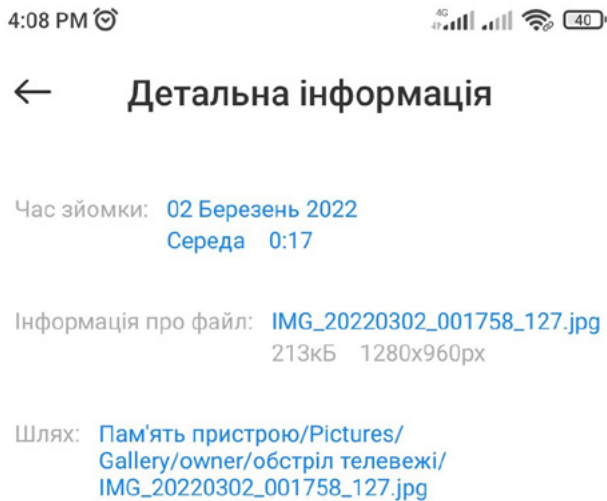 4:08 PM 4G 40
Детальна інформація
Час зйомки: 02 Березень 2022
Середа 0:17
Інформація про файл: IMG_20220302_001758_127.jpg
213кБ 1280x960px
Шлях: Пам'ять пристрою/Pictures/
Gallery/owner/обстріл телевежі/
IMG_20220302_001758_127.jpg